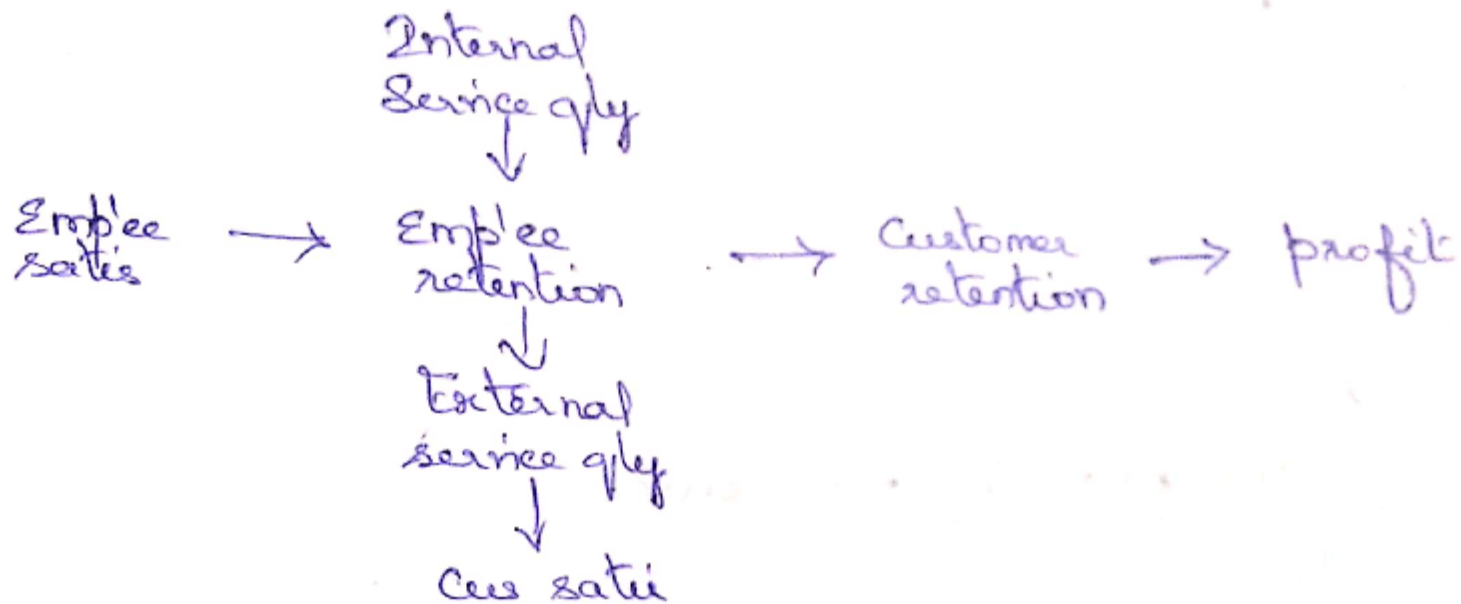 Internal
Service qly
↓
Emp'ee
satis
→
Emp'ee
retention
→
Customer
retention
→
profit
↓
External
service qly
↓
Cus satis